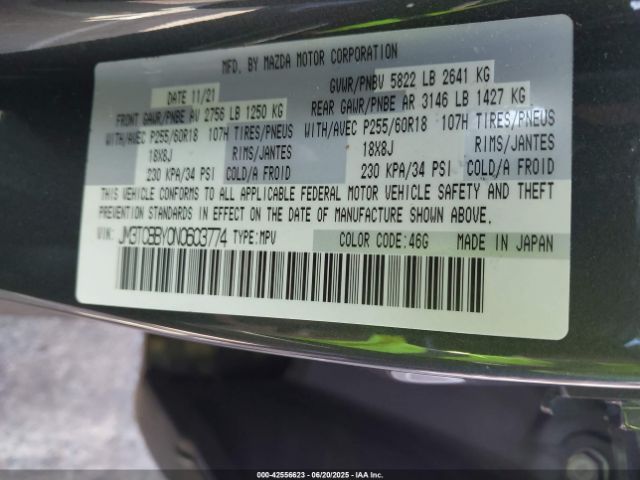 MFD. BY MAZDA MOTOR CORPORATION
DATE 11/21
GVWR/PNBV 5822 LB 2641 KG
FRONT GAWR/PNBE AV 2756 LB 1250 KG
REAR GAWR/PNBE AR 3146 LB 1427 KG
WITH/AVEC P255/60R18 107H TIRES/PNEUS
WITH/AVEC P255/60R18 107H TIRES/PNEUS
18X8J RIMS/JANTES
18X8J RIMS/JANTES
230 KPA/34 PSI COLD/A FROID
230 KPA/34 PSI COLD/A FROID
THIS VEHICLE CONFORMS TO ALL APPLICABLE FEDERAL MOTOR VEHICLE SAFETY AND THEFT
PREVENTION STANDARDS IN EFFECT ON THE DATE OF MANUFACTURE SHOWN ABOVE.
VIN: JM3TCBBY0N0603774 TYPE:MPV
COLOR CODE:46G MADE IN JAPAN
000-42556623 | 06/20/2025 | IAAI.COM